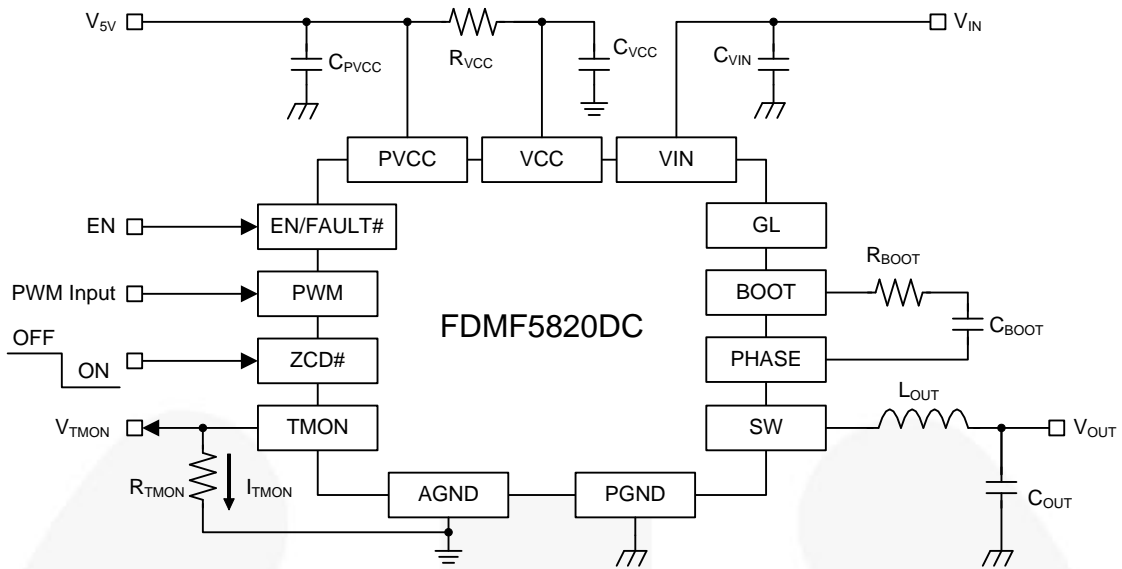 V5V
CPVCC
RVCC
CVCC
CVIN
VIN
PVCC
VCC
VIN
EN
EN/FAULT#
GL
RBOOT
PWM Input
PWM
BOOT
CBOOT
FDMF5820DC
OFF
ON
ZCD#
PHASE
LOUT
VTMON
TMON
SW
VOUT
RTMON
ITMON
AGND
PGND
COUT